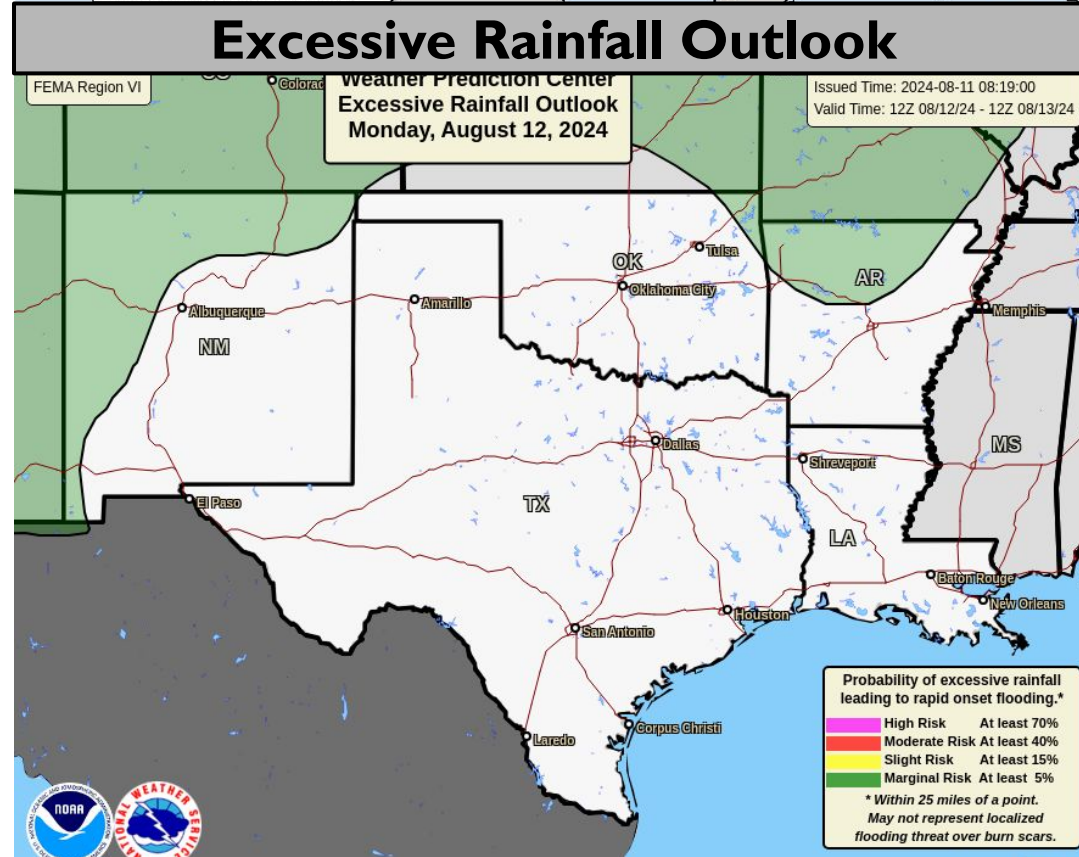 Excessive Rainfall Outlook
FEMA Region VI
Weather Prediction Center
Excessive Rainfall Outlook
Monday, August 12, 2024
Issued Time: 2024-08-11 08:19:00
Valid Time: 12Z 08/12/24 - 12Z 08/13/24
Tulsa
OK
Oklahoma City
AR
Amarillo
Albuquerque
Memphis
NM
Dallas
MS
Shreveport
El Paso
TX
LA
Baton Rouge
New Orleans
Houston
San Antonio
Corpus Christi
Laredo
Probability of excessive rainfall
leading to rapid onset flooding.*
High Risk At least 70%
Moderate Risk At least 40%
Slight Risk At least 15%
Marginal Risk At least 5%
* Within 25 miles of a point.
May not represent localized
flooding threat over burn scars.
NOAA
NATIONAL WEATHER SERVICE